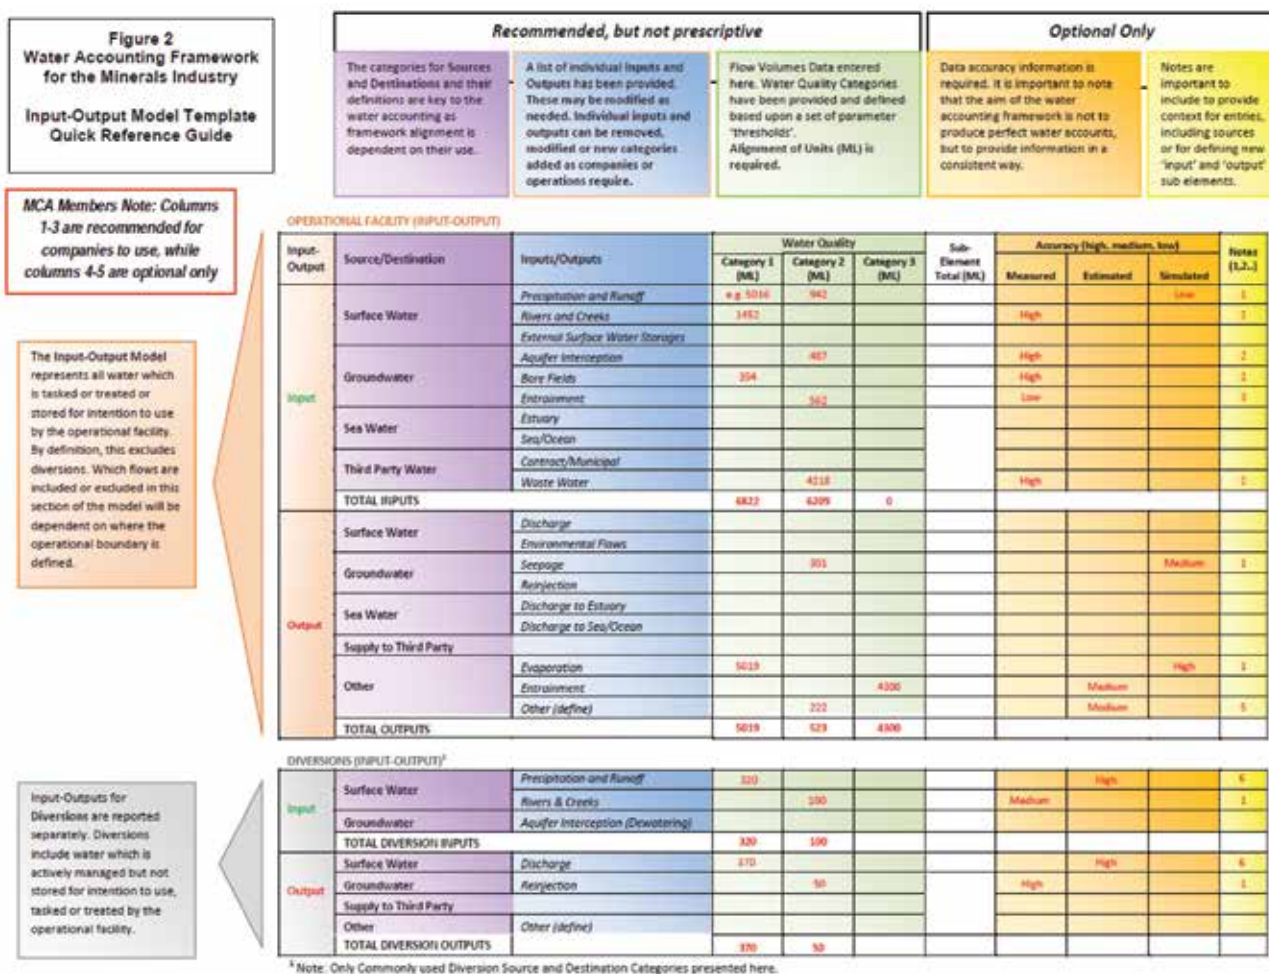 Figure 2
Water Accounting Framework
for the Minerals Industry
Input-Output Model Template
Quick Reference Guide
Recommended, but not prescriptive
Optional Only
The categories for Sources
and Destinations and their
definitions are key to the
water accounting as
framework alignment is
dependent on their use.
A list of individual Inputs and
Outputs has been provided.
These may be modified as
needed. Individual inputs and
outputs can be removed,
modified or new categories
added as companies or
operations require.
Flow Volumes Data entered
here. Water Quality Categories
have been provided and defined
based upon a set of parameter
'thresholds'.
Alignment of Units (ML) is
required.
Data accuracy information is
required. It is important to note
that the aim of the water
accounting framework is not to
produce perfect water accounts,
but to provide information in a
consistent way.
Notes are
important to
include to provide
context for entries,
including sources
or for defining new
'input' and 'output'
sub elements.
MCA Members Note: Columns
1-3 are recommended for
companies to use, while
columns 4-5 are optional only
The Input-Output Model
represents all water which
is tasked or treated or
stored for intention to use
by the operational facility.
By definition, this excludes
diversions. Which flows are
included or excluded in this
section of the model will be
dependent on where the
operational boundary is
defined.
OPERATIONAL FACILITY (INPUT-OUTPUT)
Input-Output Source/Destination Inputs/Outputs Water Quality Sub-Element Total (ML) Accuracy (high, medium, low) Notes (1,2..)
Category 1 (ML) Category 2 (ML) Category 3 (ML) Measured Estimated Simulated
Input
Surface Water
Precipitation and Runoff e.g. 5016 942 Low 1
Rivers and Creeks 1452 High 1
External Surface Water Storages
Groundwater
Aquifer Interception 487 High 2
Bore Fields 354 High 1
Entrainment 562 Low 3
Sea Water
Estuary
Sea/Ocean
Third Party Water
Contract/Municipal
Waste Water 4218 High 1
TOTAL INPUTS 6822 6209 0
Output
Surface Water
Discharge
Environmental Flows
Groundwater
Seepage 301 Medium 1
Reinjection
Sea Water
Discharge to Estuary
Discharge to Sea/Ocean
Supply to Third Party
Other
Evaporation 5019 High 1
Entrainment 4300 Medium
Other (define) 222 Medium 5
TOTAL OUTPUTS 5019 523 4300
Input-Outputs for
Diversions are reported
separately. Diversions
include water which is
actively managed but not
stored for intention to use,
tasked or treated by the
operational facility.
DIVERSIONS (INPUT-OUTPUT)
Input
Surface Water
Precipitation and Runoff 320 High 6
Rivers & Creeks 100 Medium 1
Groundwater Aquifer Interception (Dewatering)
TOTAL DIVERSION INPUTS 320 100
Output
Surface Water Discharge 370 High 6
Groundwater Reinjection 50 High 1
Supply to Third Party
Other Other (define)
TOTAL DIVERSION OUTPUTS 370 50
Note: Only Commonly used Diversion Source and Destination Categories presented here.